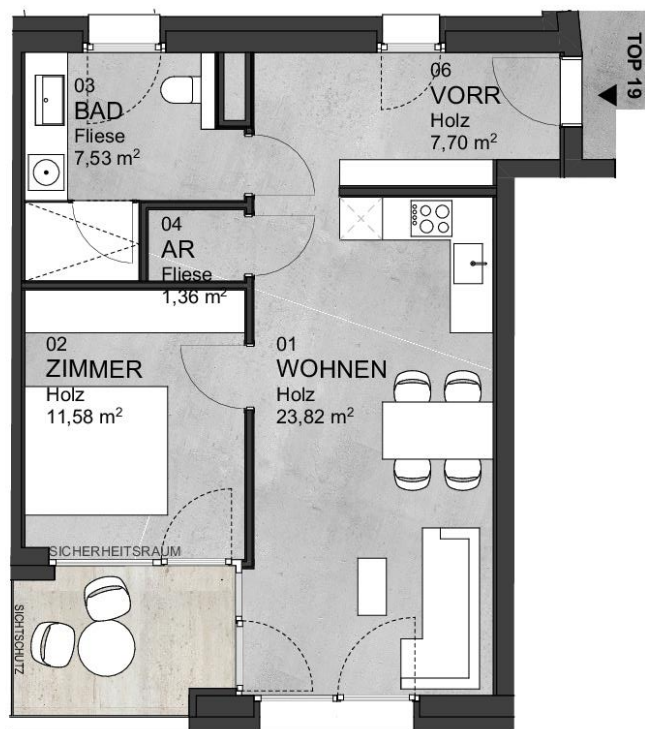 TOP 19
03
BAD
Fliese
7,53 m²
06
VORR
Holz
7,70 m²
04
AR
Fliese
1,36 m²
02
ZIMMER
Holz
11,58 m²
01
WOHNEN
Holz
23,82 m²
SICHERHEITSRAUM
SICHTSCHUTZ